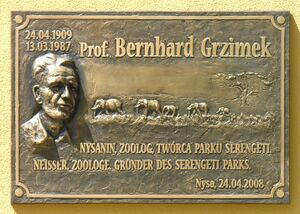 24.04.1909
13.03.1987
Prof. Bernhard Grzimek
NYSANIN, ZOOLOG, TWÓRCA PARKU SERENGETI.
NEISSER, ZOOLOGE, GRÜNDER DES SERENGETI PARKS.
Nysa, 24.04.2008